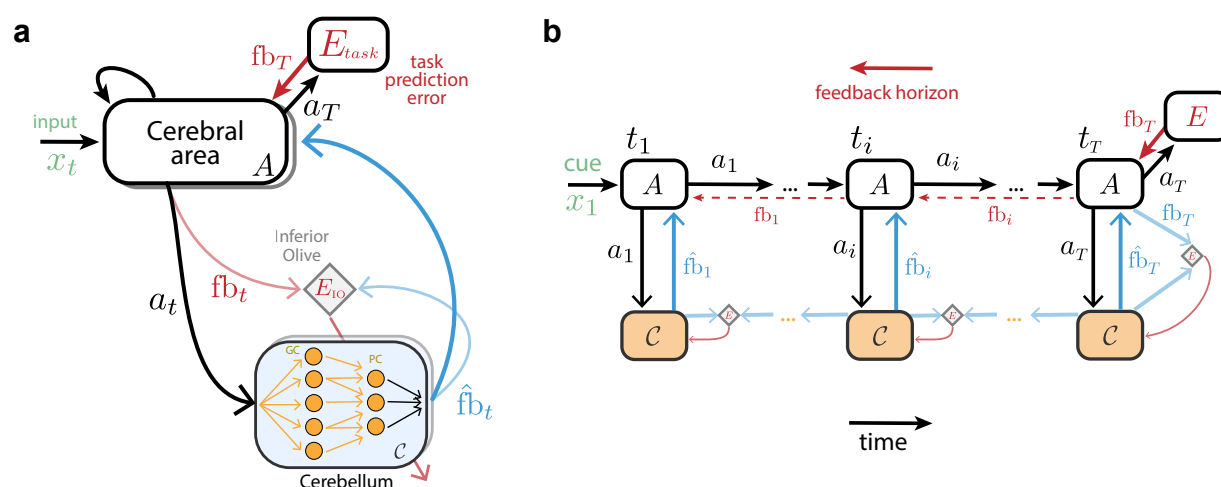 a
E_task
fb_T
task
prediction
error
a_T
input
x_t
Cerebral
area
A
Inferior
Olive
E_IO
fb_t
a_t
GC
PC
f̂b_t
C
Cerebellum
b
feedback horizon
fb_T
E
t_1
t_i
t_T
cue
x_1
A
a_1
...
A
a_i
...
A
a_T
fb_1
fb_i
fb_T
a_1
f̂b_1
a_i
f̂b_i
a_T
f̂b_T
E
C
E
...
C
E
...
C
time